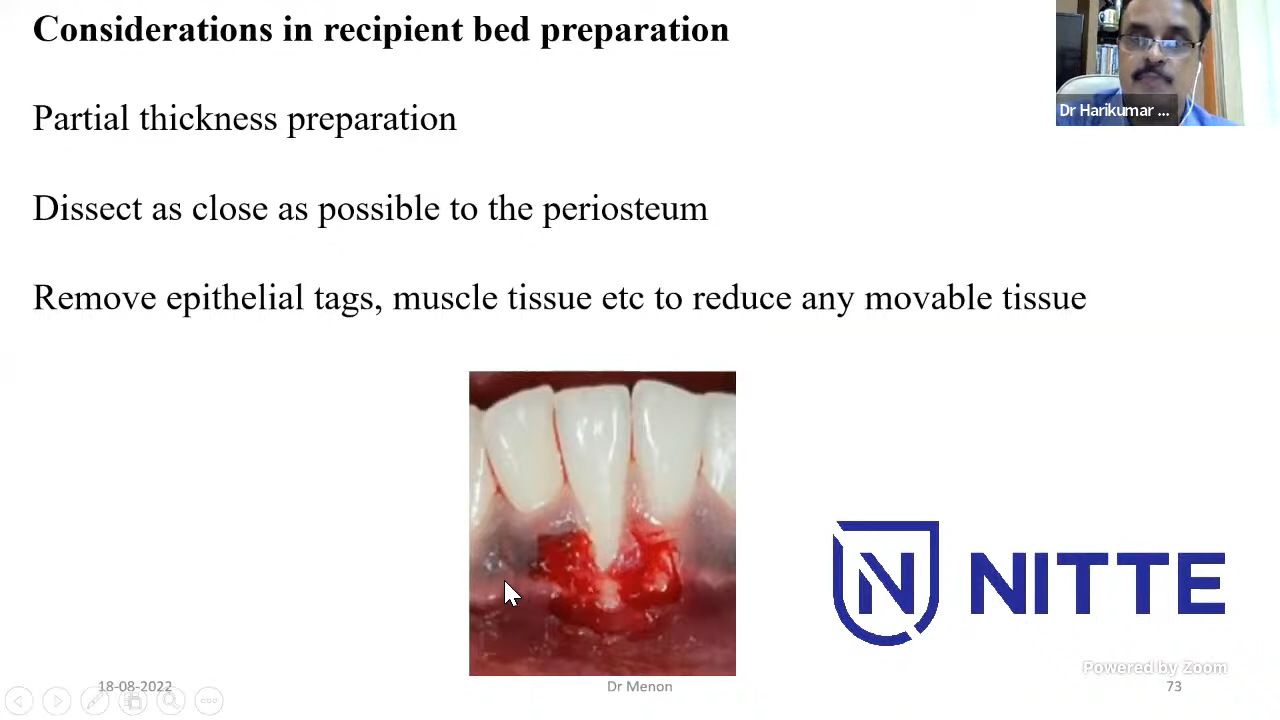 Considerations in recipient bed preparation
Dr Harikumar ...
Partial thickness preparation
Dissect as close as possible to the periosteum
Remove epithelial tags, muscle tissue etc to reduce any movable tissue
N NITTE
Powered by Zoom
18-08-2022
Dr Menon
73